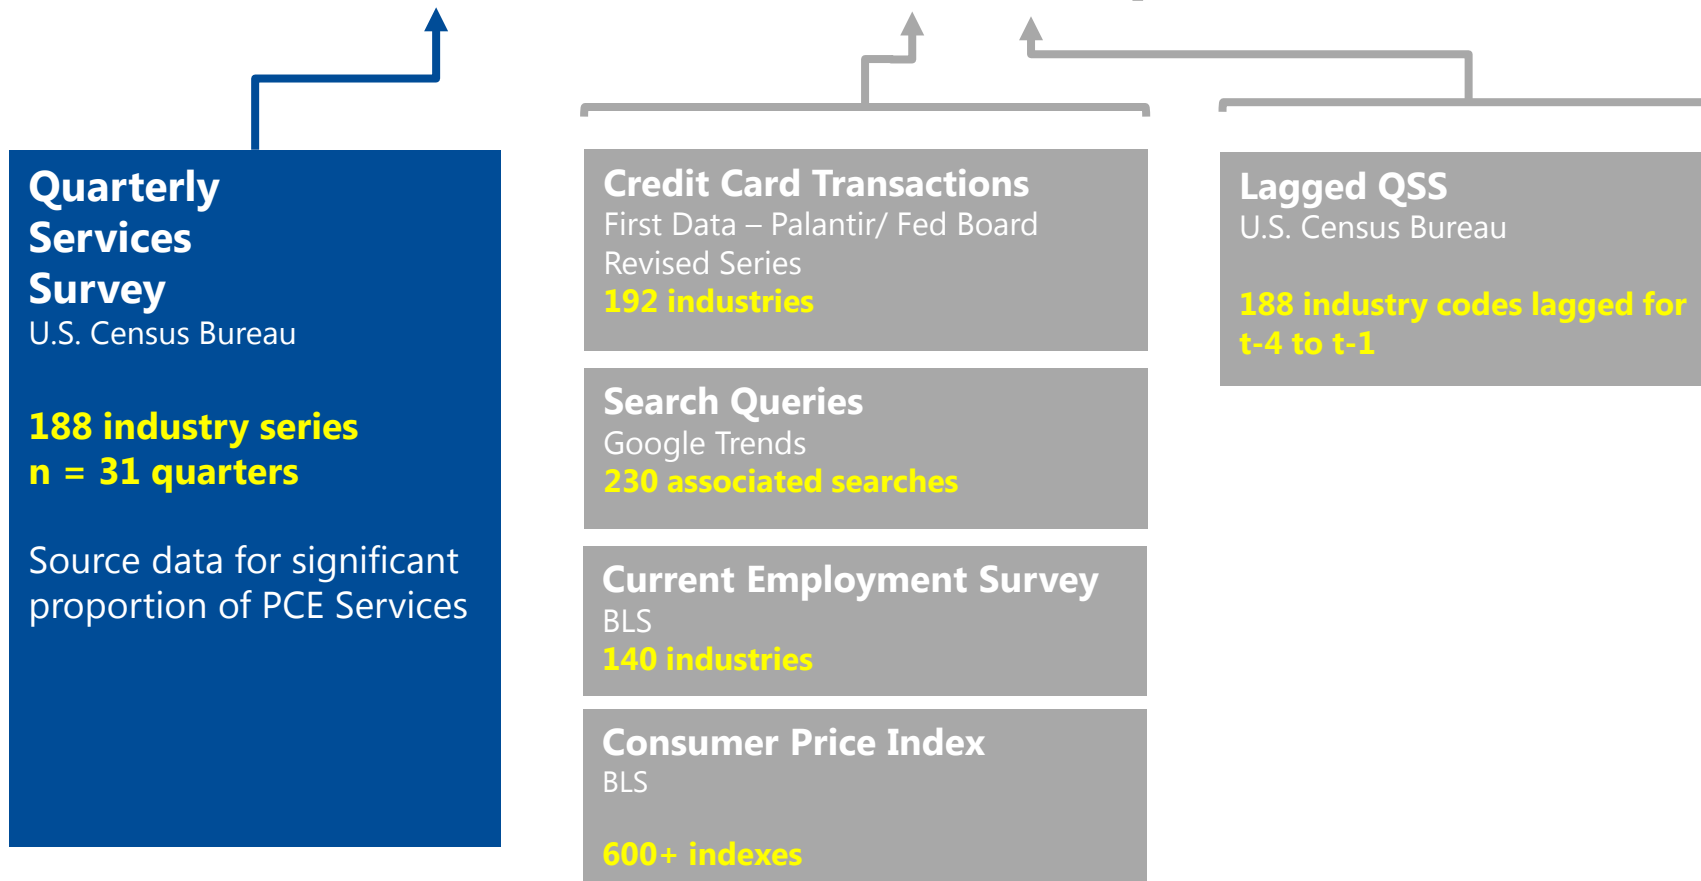 Quarterly
Services
Survey
U.S. Census Bureau
188 industry series
n = 31 quarters
Source data for significant
proportion of PCE Services
Credit Card Transactions
First Data – Palantir/ Fed Board
Revised Series
192 industries
Search Queries
Google Trends
230 associated searches
Current Employment Survey
BLS
140 industries
Consumer Price Index
BLS
600+ indexes
Lagged QSS
U.S. Census Bureau
188 industry codes lagged for
t-4 to t-1